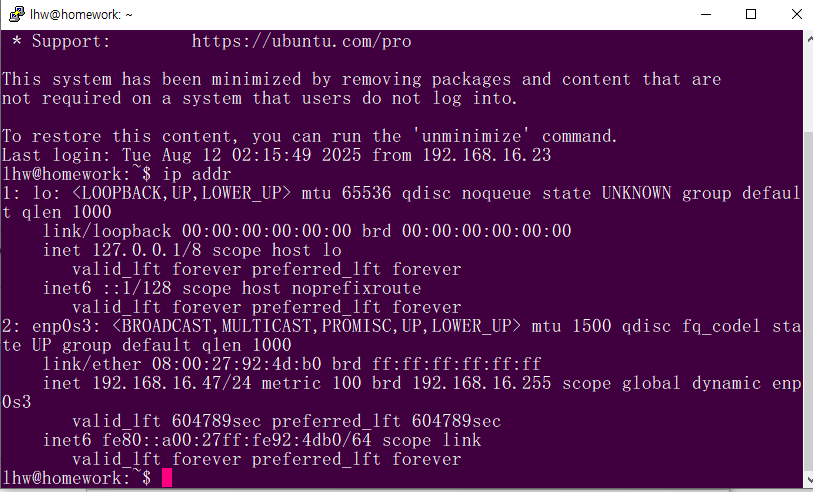 lhw@homework: ~
 * Support:        https://ubuntu.com/pro
This system has been minimized by removing packages and content that are
not required on a system that users do not log into.
To restore this content, you can run the 'unminimize' command.
Last login: Tue Aug 12 02:15:49 2025 from 192.168.16.23
lhw@homework:~$ ip addr
1: lo: <LOOPBACK,UP,LOWER_UP> mtu 65536 qdisc noqueue state UNKNOWN group defaul
t qlen 1000
    link/loopback 00:00:00:00:00:00 brd 00:00:00:00:00:00
    inet 127.0.0.1/8 scope host lo
       valid_lft forever preferred_lft forever
    inet6 ::1/128 scope host noprefixroute
       valid_lft forever preferred_lft forever
2: enp0s3: <BROADCAST,MULTICAST,PROMISC,UP,LOWER_UP> mtu 1500 qdisc fq_codel sta
te UP group default qlen 1000
    link/ether 08:00:27:92:4d:b0 brd ff:ff:ff:ff:ff:ff
    inet 192.168.16.47/24 metric 100 brd 192.168.16.255 scope global dynamic enp
0s3
       valid_lft 604789sec preferred_lft 604789sec
    inet6 fe80::a00:27ff:fe92:4db0/64 scope link
       valid_lft forever preferred_lft forever
lhw@homework:~$